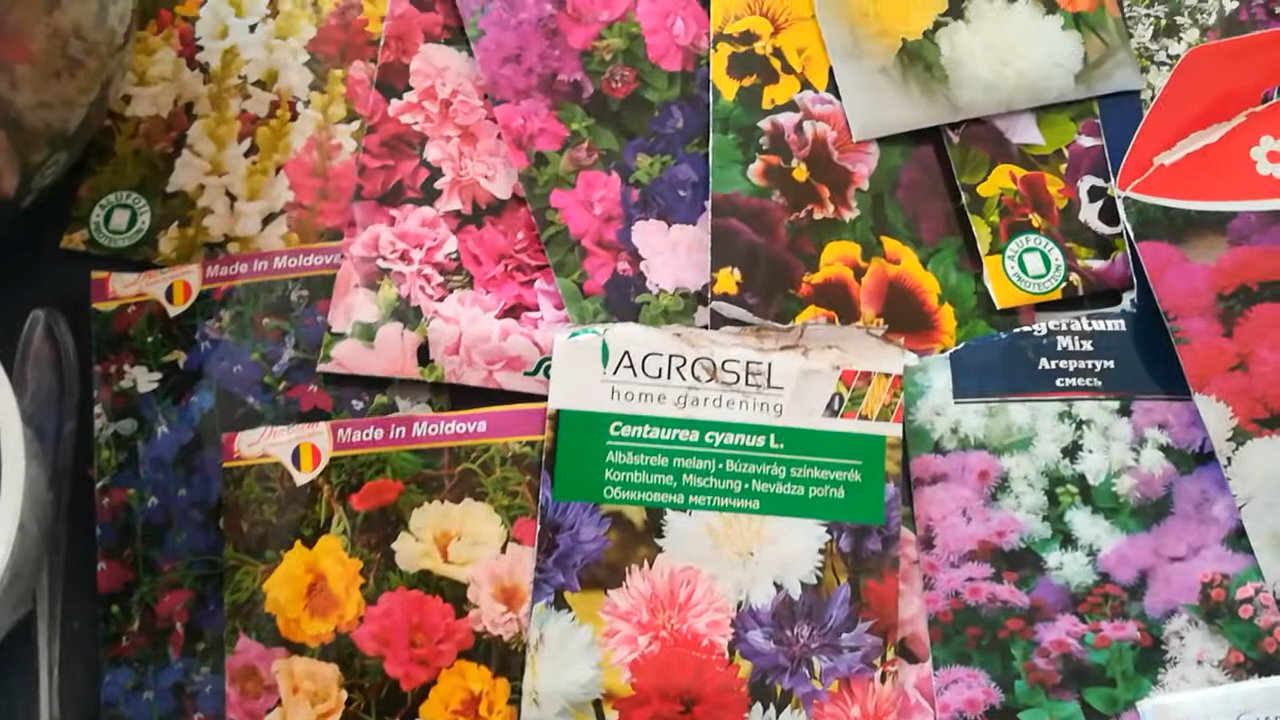 ALUFOIL
PROTECTION
Made in Moldova
ALUFOIL
PROTECTION
Ageratum
Mix
Агератум
смесь
AGROSEL
home gardening
Made in Moldova
Centaurea cyanus L.
Albăstrele melanj • Búzavirág színkeverék
Kornblume, Mischung • Nevädza poľná
Обикновена метличина